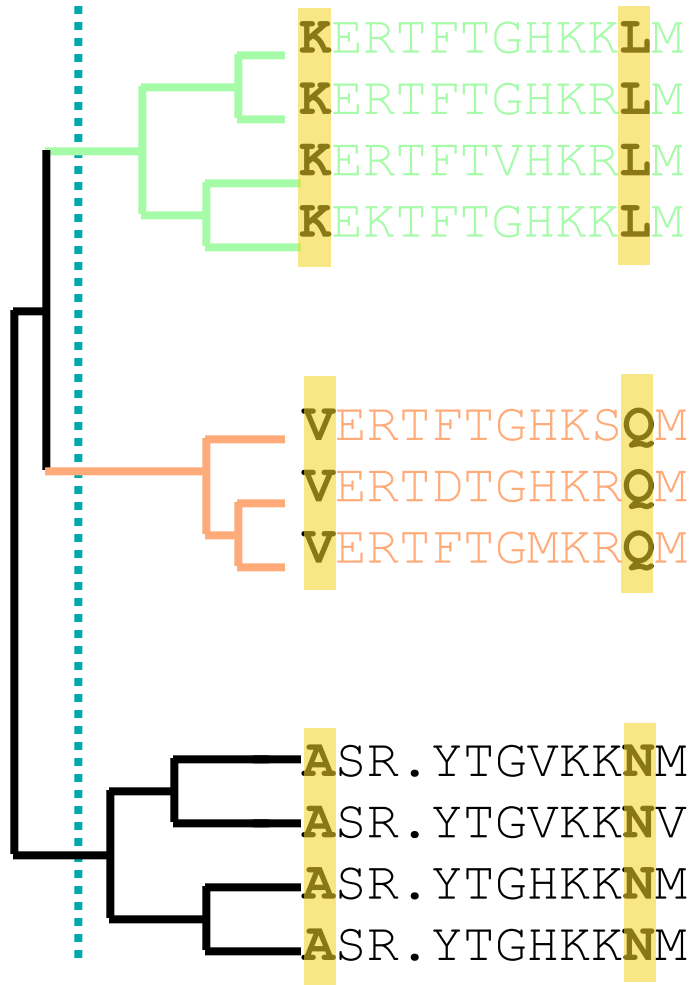 KERTFTGHKKLM
KERTFTGHKRLM
KERTFTVHKRLM
KEKTFTGHKKLM
VERTFTGHKSQM
VERTDTGHKRQM
VERTFTGMKRQM
ASR.YTGVKKNM
ASR.YTGVKKNV
ASR.YTGHKKNM
ASR.YTGHKKNM